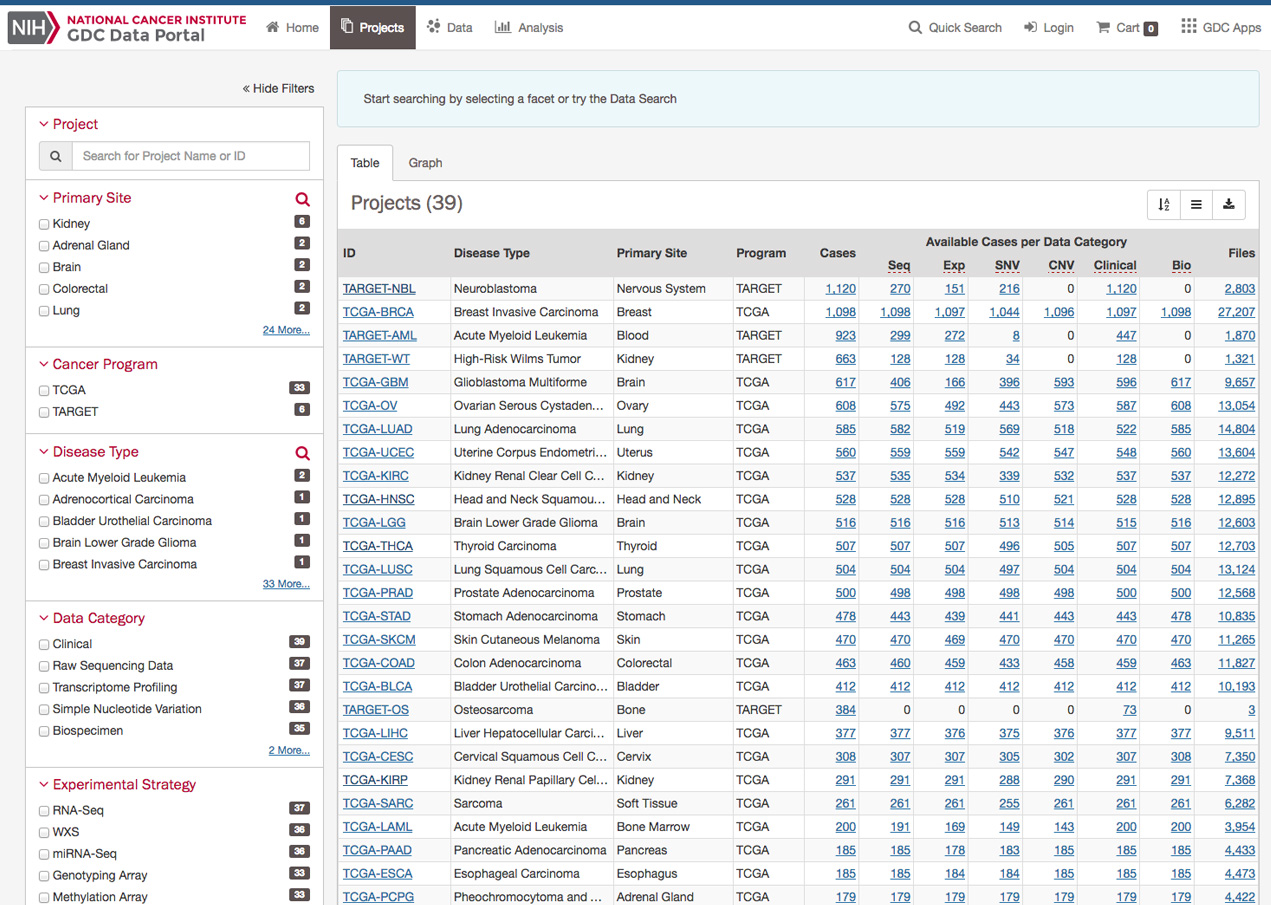 NIH NATIONAL CANCER INSTITUTE
GDC Data Portal
Home Projects Data Analysis Quick Search Login Cart 0 GDC Apps
« Hide Filters
Project
Search for Project Name or ID
Primary Site
Kidney 6
Adrenal Gland 2
Brain 2
Colorectal 2
Lung 2
24 More...
Cancer Program
TCGA 33
TARGET 6
Disease Type
Acute Myeloid Leukemia 2
Adrenocortical Carcinoma 1
Bladder Urothelial Carcinoma 1
Brain Lower Grade Glioma 1
Breast Invasive Carcinoma 1
33 More...
Data Category
Clinical 39
Raw Sequencing Data 37
Transcriptome Profiling 37
Simple Nucleotide Variation 36
Biospecimen 35
2 More...
Experimental Strategy
RNA-Seq 37
WXS 36
miRNA-Seq 36
Genotyping Array 33
Methylation Array 33
Start searching by selecting a facet or try the Data Search
Table Graph
Projects (39)
Available Cases per Data Category
ID Disease Type Primary Site Program Cases Seq Exp SNV CNV Clinical Bio Files
TARGET-NBL Neuroblastoma Nervous System TARGET 1,120 270 151 216 0 1,120 0 2,803
TCGA-BRCA Breast Invasive Carcinoma Breast TCGA 1,098 1,098 1,097 1,044 1,096 1,097 1,098 27,207
TARGET-AML Acute Myeloid Leukemia Blood TARGET 923 299 272 8 0 447 0 1,870
TARGET-WT High-Risk Wilms Tumor Kidney TARGET 663 128 128 34 0 128 0 1,321
TCGA-GBM Glioblastoma Multiforme Brain TCGA 617 406 166 396 593 596 617 9,657
TCGA-OV Ovarian Serous Cystaden... Ovary TCGA 608 575 492 443 573 587 608 13,054
TCGA-LUAD Lung Adenocarcinoma Lung TCGA 585 582 519 569 518 522 585 14,804
TCGA-UCEC Uterine Corpus Endometri... Uterus TCGA 560 559 559 542 547 548 560 13,604
TCGA-KIRC Kidney Renal Clear Cell C... Kidney TCGA 537 535 534 339 532 537 537 12,272
TCGA-HNSC Head and Neck Squamou... Head and Neck TCGA 528 528 528 510 521 528 528 12,895
TCGA-LGG Brain Lower Grade Glioma Brain TCGA 516 516 516 513 514 515 516 12,603
TCGA-THCA Thyroid Carcinoma Thyroid TCGA 507 507 507 496 505 507 507 12,703
TCGA-LUSC Lung Squamous Cell Carc... Lung TCGA 504 504 504 497 504 504 504 13,124
TCGA-PRAD Prostate Adenocarcinoma Prostate TCGA 500 498 498 498 498 500 500 12,568
TCGA-STAD Stomach Adenocarcinoma Stomach TCGA 478 443 439 441 443 443 478 10,835
TCGA-SKCM Skin Cutaneous Melanoma Skin TCGA 470 470 469 470 470 470 470 11,265
TCGA-COAD Colon Adenocarcinoma Colorectal TCGA 463 460 459 433 458 459 463 11,827
TCGA-BLCA Bladder Urothelial Carcino... Bladder TCGA 412 412 412 412 412 412 412 10,193
TARGET-OS Osteosarcoma Bone TARGET 384 0 0 0 0 73 0 3
TCGA-LIHC Liver Hepatocellular Carci... Liver TCGA 377 377 376 375 376 377 377 9,511
TCGA-CESC Cervical Squamous Cell C... Cervix TCGA 308 307 307 305 302 307 308 7,350
TCGA-KIRP Kidney Renal Papillary Cel... Kidney TCGA 291 291 291 288 290 291 291 7,368
TCGA-SARC Sarcoma Soft Tissue TCGA 261 261 261 255 261 261 261 6,282
TCGA-LAML Acute Myeloid Leukemia Bone Marrow TCGA 200 191 169 149 143 200 200 3,954
TCGA-PAAD Pancreatic Adenocarcinoma Pancreas TCGA 185 185 178 183 185 185 185 4,433
TCGA-ESCA Esophageal Carcinoma Esophagus TCGA 185 185 184 184 185 185 185 4,473
TCGA-PCPG Pheochromocytoma and ... Adrenal Gland TCGA 179 179 179 179 179 179 179 4,422